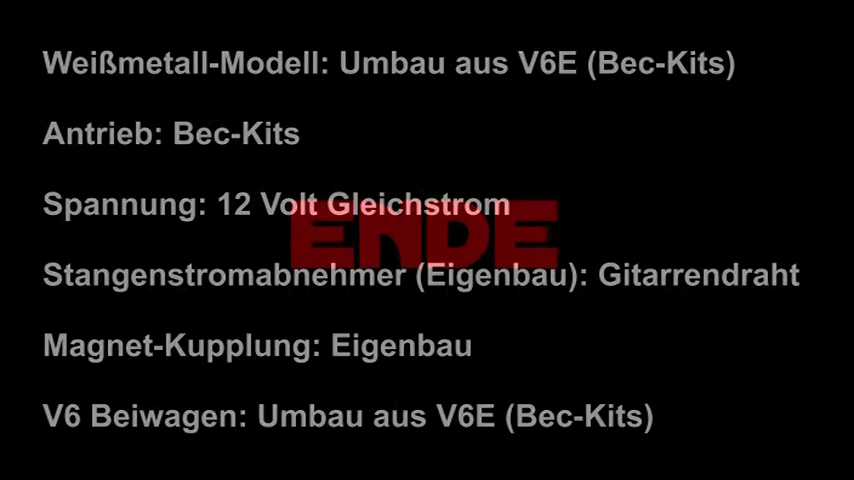 Weißmetall-Modell: Umbau aus V6E (Bec-Kits)
Antrieb: Bec-Kits
Spannung: 12 Volt Gleichstrom
ENDE
Stangenstromabnehmer (Eigenbau): Gitarrendraht
Magnet-Kupplung: Eigenbau
V6 Beiwagen: Umbau aus V6E (Bec-Kits)